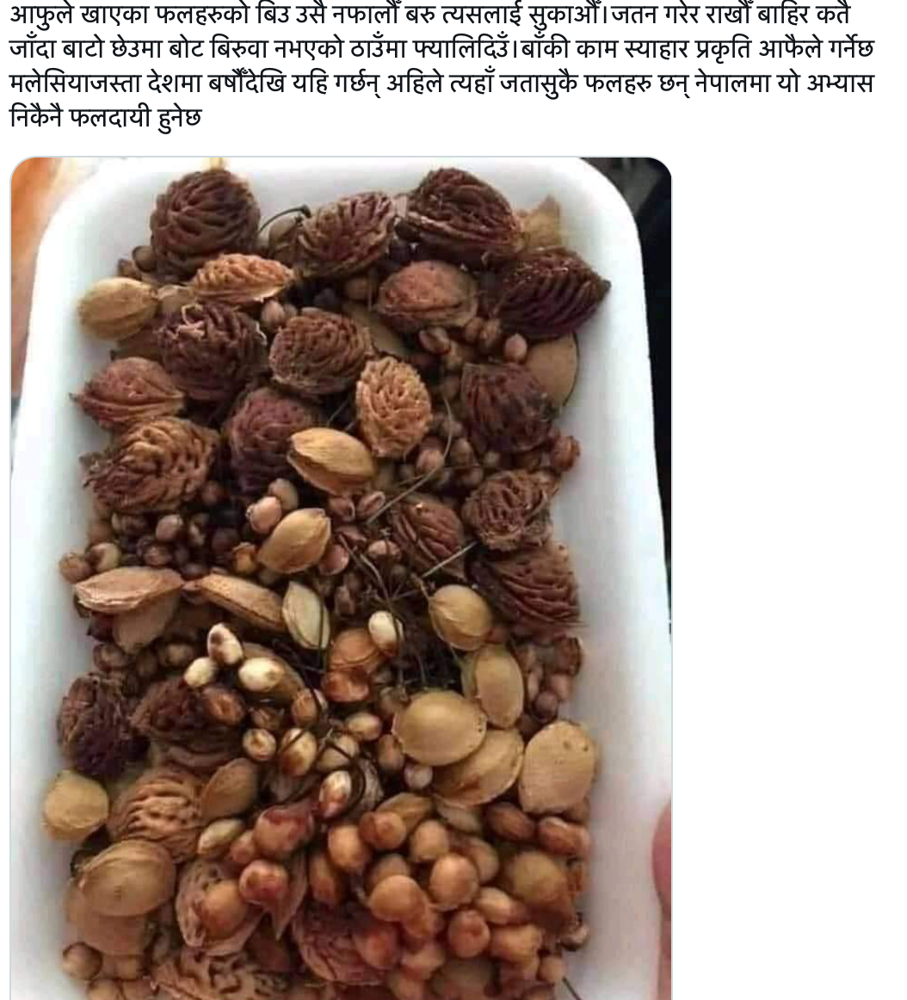 आफुले खाएका फलहरुको बिउ उसै नफालौँ बरु त्यसलाई सुकाऔँ।जतन गरेर राखौँ बाहिर कतै
जाँदा बाटो छेउमा बोट बिरुवा नभएको ठाउँमा फ्यालिदिउँ।बाँकी काम स्याहार प्रकृति आफैले गर्नेछ
मलेसियाजस्ता देशमा बर्षौँदेखि यहि गर्छन् अहिले त्यहाँ जतासुकै फलहरु छन् नेपालमा यो अभ्यास
निकैनै फलदायी हुनेछ